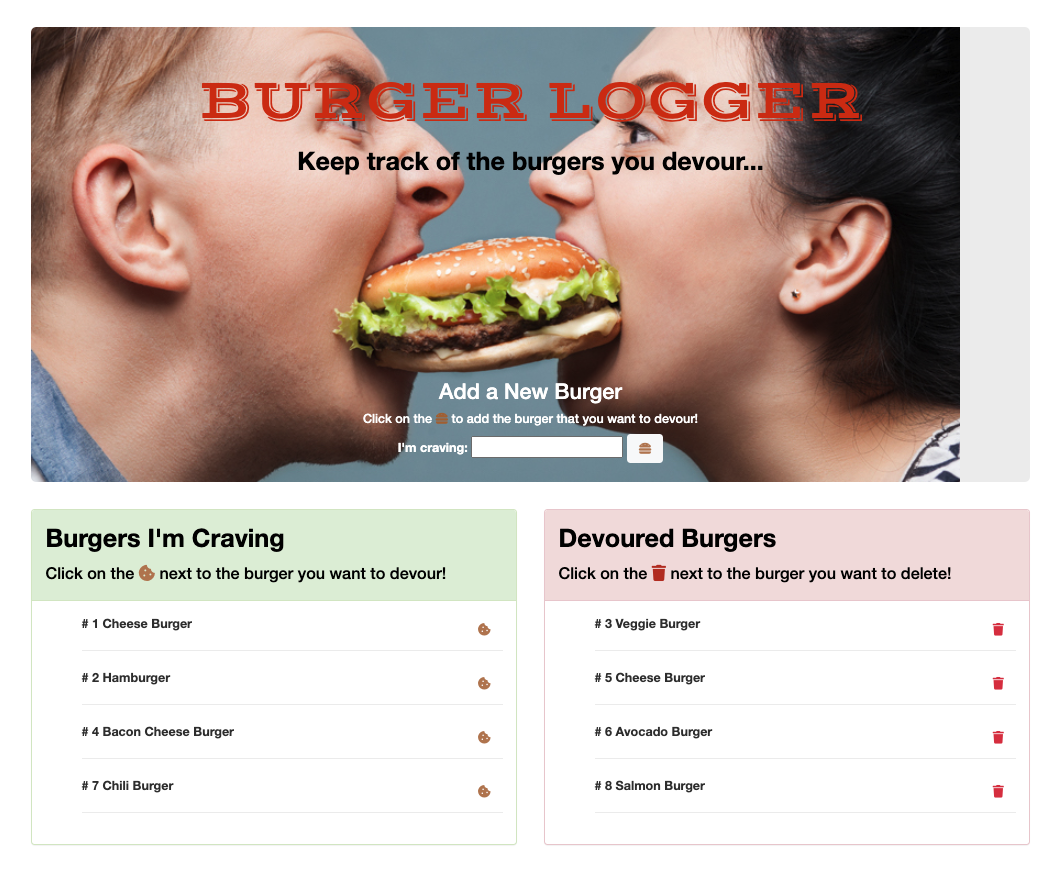 BURGER LOGGER
Keep track of the burgers you devour...
Add a New Burger
Click on the to add the burger that you want to devour!
I'm craving:
Burgers I'm Craving
Click on the next to the burger you want to devour!
# 1 Cheese Burger
# 2 Hamburger
# 4 Bacon Cheese Burger
# 7 Chili Burger
Devoured Burgers
Click on the next to the burger you want to delete!
# 3 Veggie Burger
# 5 Cheese Burger
# 6 Avocado Burger
# 8 Salmon Burger